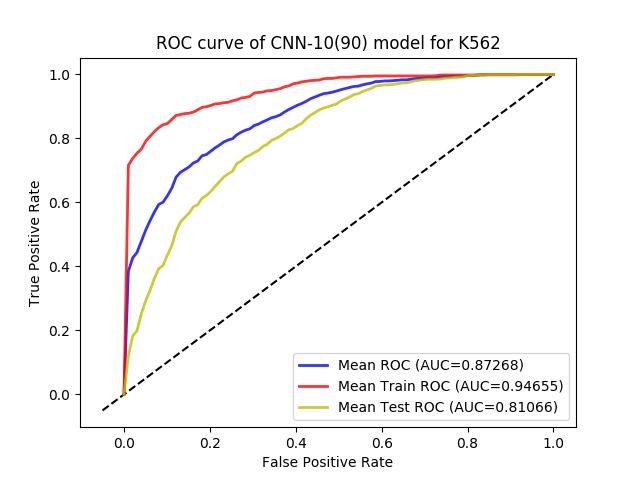 ROC curve of CNN-10(90) model for K562
True Positive Rate
1.0
0.8
0.6
0.4
0.2
0.0
Mean ROC (AUC=0.87268)
Mean Train ROC (AUC=0.94655)
Mean Test ROC (AUC=0.81066)
0.0 0.2 0.4 0.6 0.8 1.0
False Positive Rate